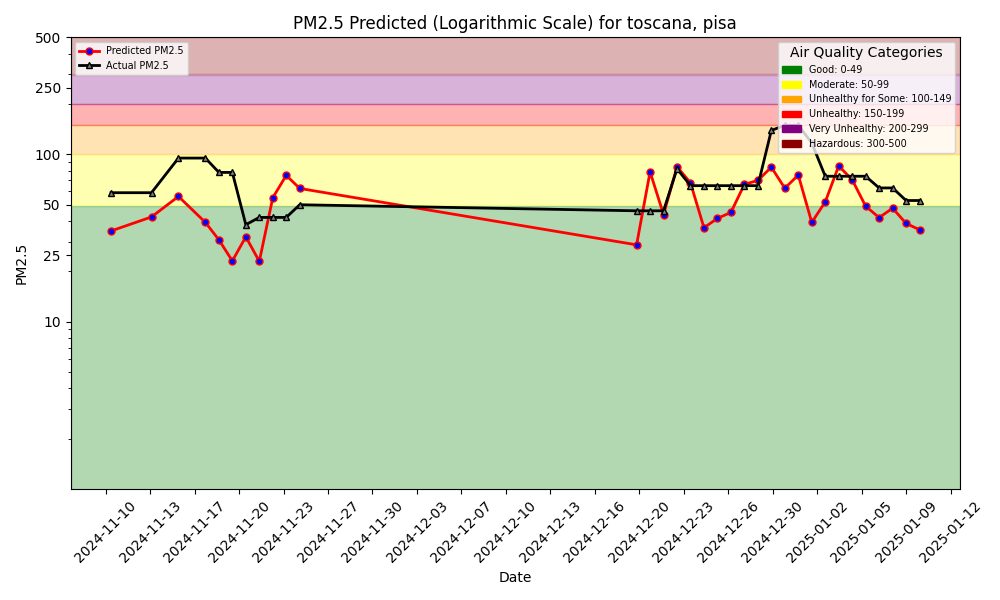 PM2.5 Predicted (Logarithmic Scale) for toscana, pisa
Predicted PM2.5
Actual PM2.5
Air Quality Categories
Good: 0-49
Moderate: 50-99
Unhealthy for Some: 100-149
Unhealthy: 150-199
Very Unhealthy: 200-299
Hazardous: 300-500
500
250
100
50
25
10
PM2.5
2024-11-10
2024-11-13
2024-11-17
2024-11-20
2024-11-23
2024-11-27
2024-11-30
2024-12-03
2024-12-07
2024-12-10
2024-12-13
2024-12-16
2024-12-20
2024-12-23
2024-12-26
2024-12-30
2025-01-02
2025-01-05
2025-01-09
2025-01-12
Date